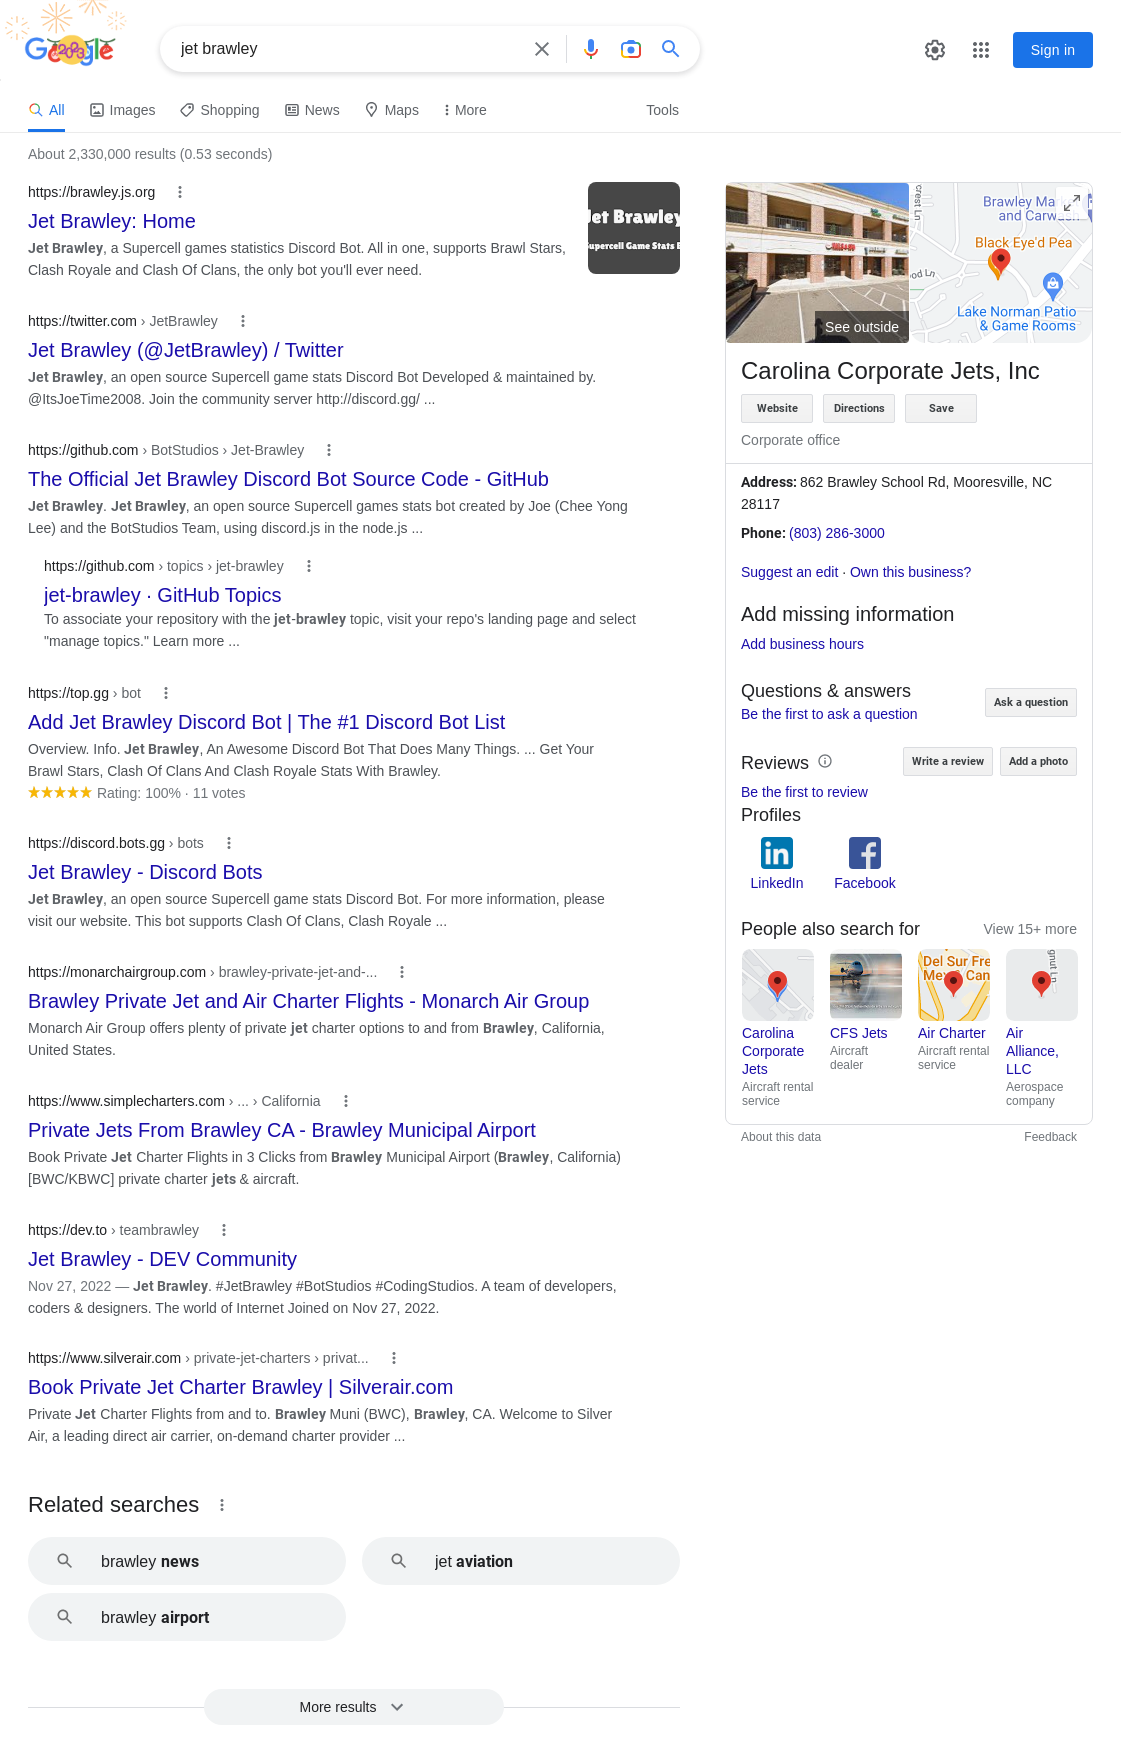 jet brawley
Sign in
All
Images
Shopping
News
Maps
More
Tools
About 2,330,000 results (0.53 seconds)
https://brawley.js.org
Jet Brawley: Home
Jet Brawley, a Supercell games statistics Discord Bot. All in one, supports Brawl Stars,
Clash Royale and Clash Of Clans, the only bot you'll ever need.
Jet Brawley
Supercell Game Stats B
https://twitter.com › JetBrawley
Jet Brawley (@JetBrawley) / Twitter
Jet Brawley, an open source Supercell game stats Discord Bot Developed & maintained by.
@ItsJoeTime2008. Join the community server http://discord.gg/ ...
https://github.com › BotStudios › Jet-Brawley
The Official Jet Brawley Discord Bot Source Code - GitHub
Jet Brawley. Jet Brawley, an open source Supercell games stats bot created by Joe (Chee Yong
Lee) and the BotStudios Team, using discord.js in the node.js ...
https://github.com › topics › jet-brawley
jet-brawley · GitHub Topics
To associate your repository with the jet-brawley topic, visit your repo's landing page and select
"manage topics." Learn more ...
https://top.gg › bot
Add Jet Brawley Discord Bot | The #1 Discord Bot List
Overview. Info. Jet Brawley, An Awesome Discord Bot That Does Many Things. ... Get Your
Brawl Stars, Clash Of Clans And Clash Royale Stats With Brawley.
Rating: 100% · 11 votes
https://discord.bots.gg › bots
Jet Brawley - Discord Bots
Jet Brawley, an open source Supercell game stats Discord Bot. For more information, please
visit our website. This bot supports Clash Of Clans, Clash Royale ...
https://monarchairgroup.com › brawley-private-jet-and-...
Brawley Private Jet and Air Charter Flights - Monarch Air Group
Monarch Air Group offers plenty of private jet charter options to and from Brawley, California,
United States.
https://www.simplecharters.com › ... › California
Private Jets From Brawley CA - Brawley Municipal Airport
Book Private Jet Charter Flights in 3 Clicks from Brawley Municipal Airport (Brawley, California)
[BWC/KBWC] private charter jets & aircraft.
https://dev.to › teambrawley
Jet Brawley - DEV Community
Nov 27, 2022 — Jet Brawley. #JetBrawley #BotStudios #CodingStudios. A team of developers,
coders & designers. The world of Internet Joined on Nov 27, 2022.
https://www.silverair.com › private-jet-charters › privat...
Book Private Jet Charter Brawley | Silverair.com
Private Jet Charter Flights from and to. Brawley Muni (BWC), Brawley, CA. Welcome to Silver
Air, a leading direct air carrier, on-demand charter provider ...
Related searches
brawley news
jet aviation
brawley airport
More results
See outside
crest Ln
Brawley Ma
and Carwash
Black Eye'd Pea
od Ln
Lake Norman Patio
& Game Rooms
Carolina Corporate Jets, Inc
Website
Directions
Save
Corporate office
Address: 862 Brawley School Rd, Mooresville, NC
28117
Phone: (803) 286-3000
Suggest an edit · Own this business?
Add missing information
Add business hours
Questions & answers
Be the first to ask a question
Ask a question
Reviews
Write a review
Add a photo
Be the first to review
Profiles
LinkedIn
Facebook
People also search for
View 15+ more
Del Sur Fre
Mex
Can
gnut Ln
Carolina
Corporate
Jets
Aircraft rental
service
CFS Jets
Aircraft
dealer
Air Charter
Aircraft rental
service
Air
Alliance,
LLC
Aerospace
company
About this data
Feedback